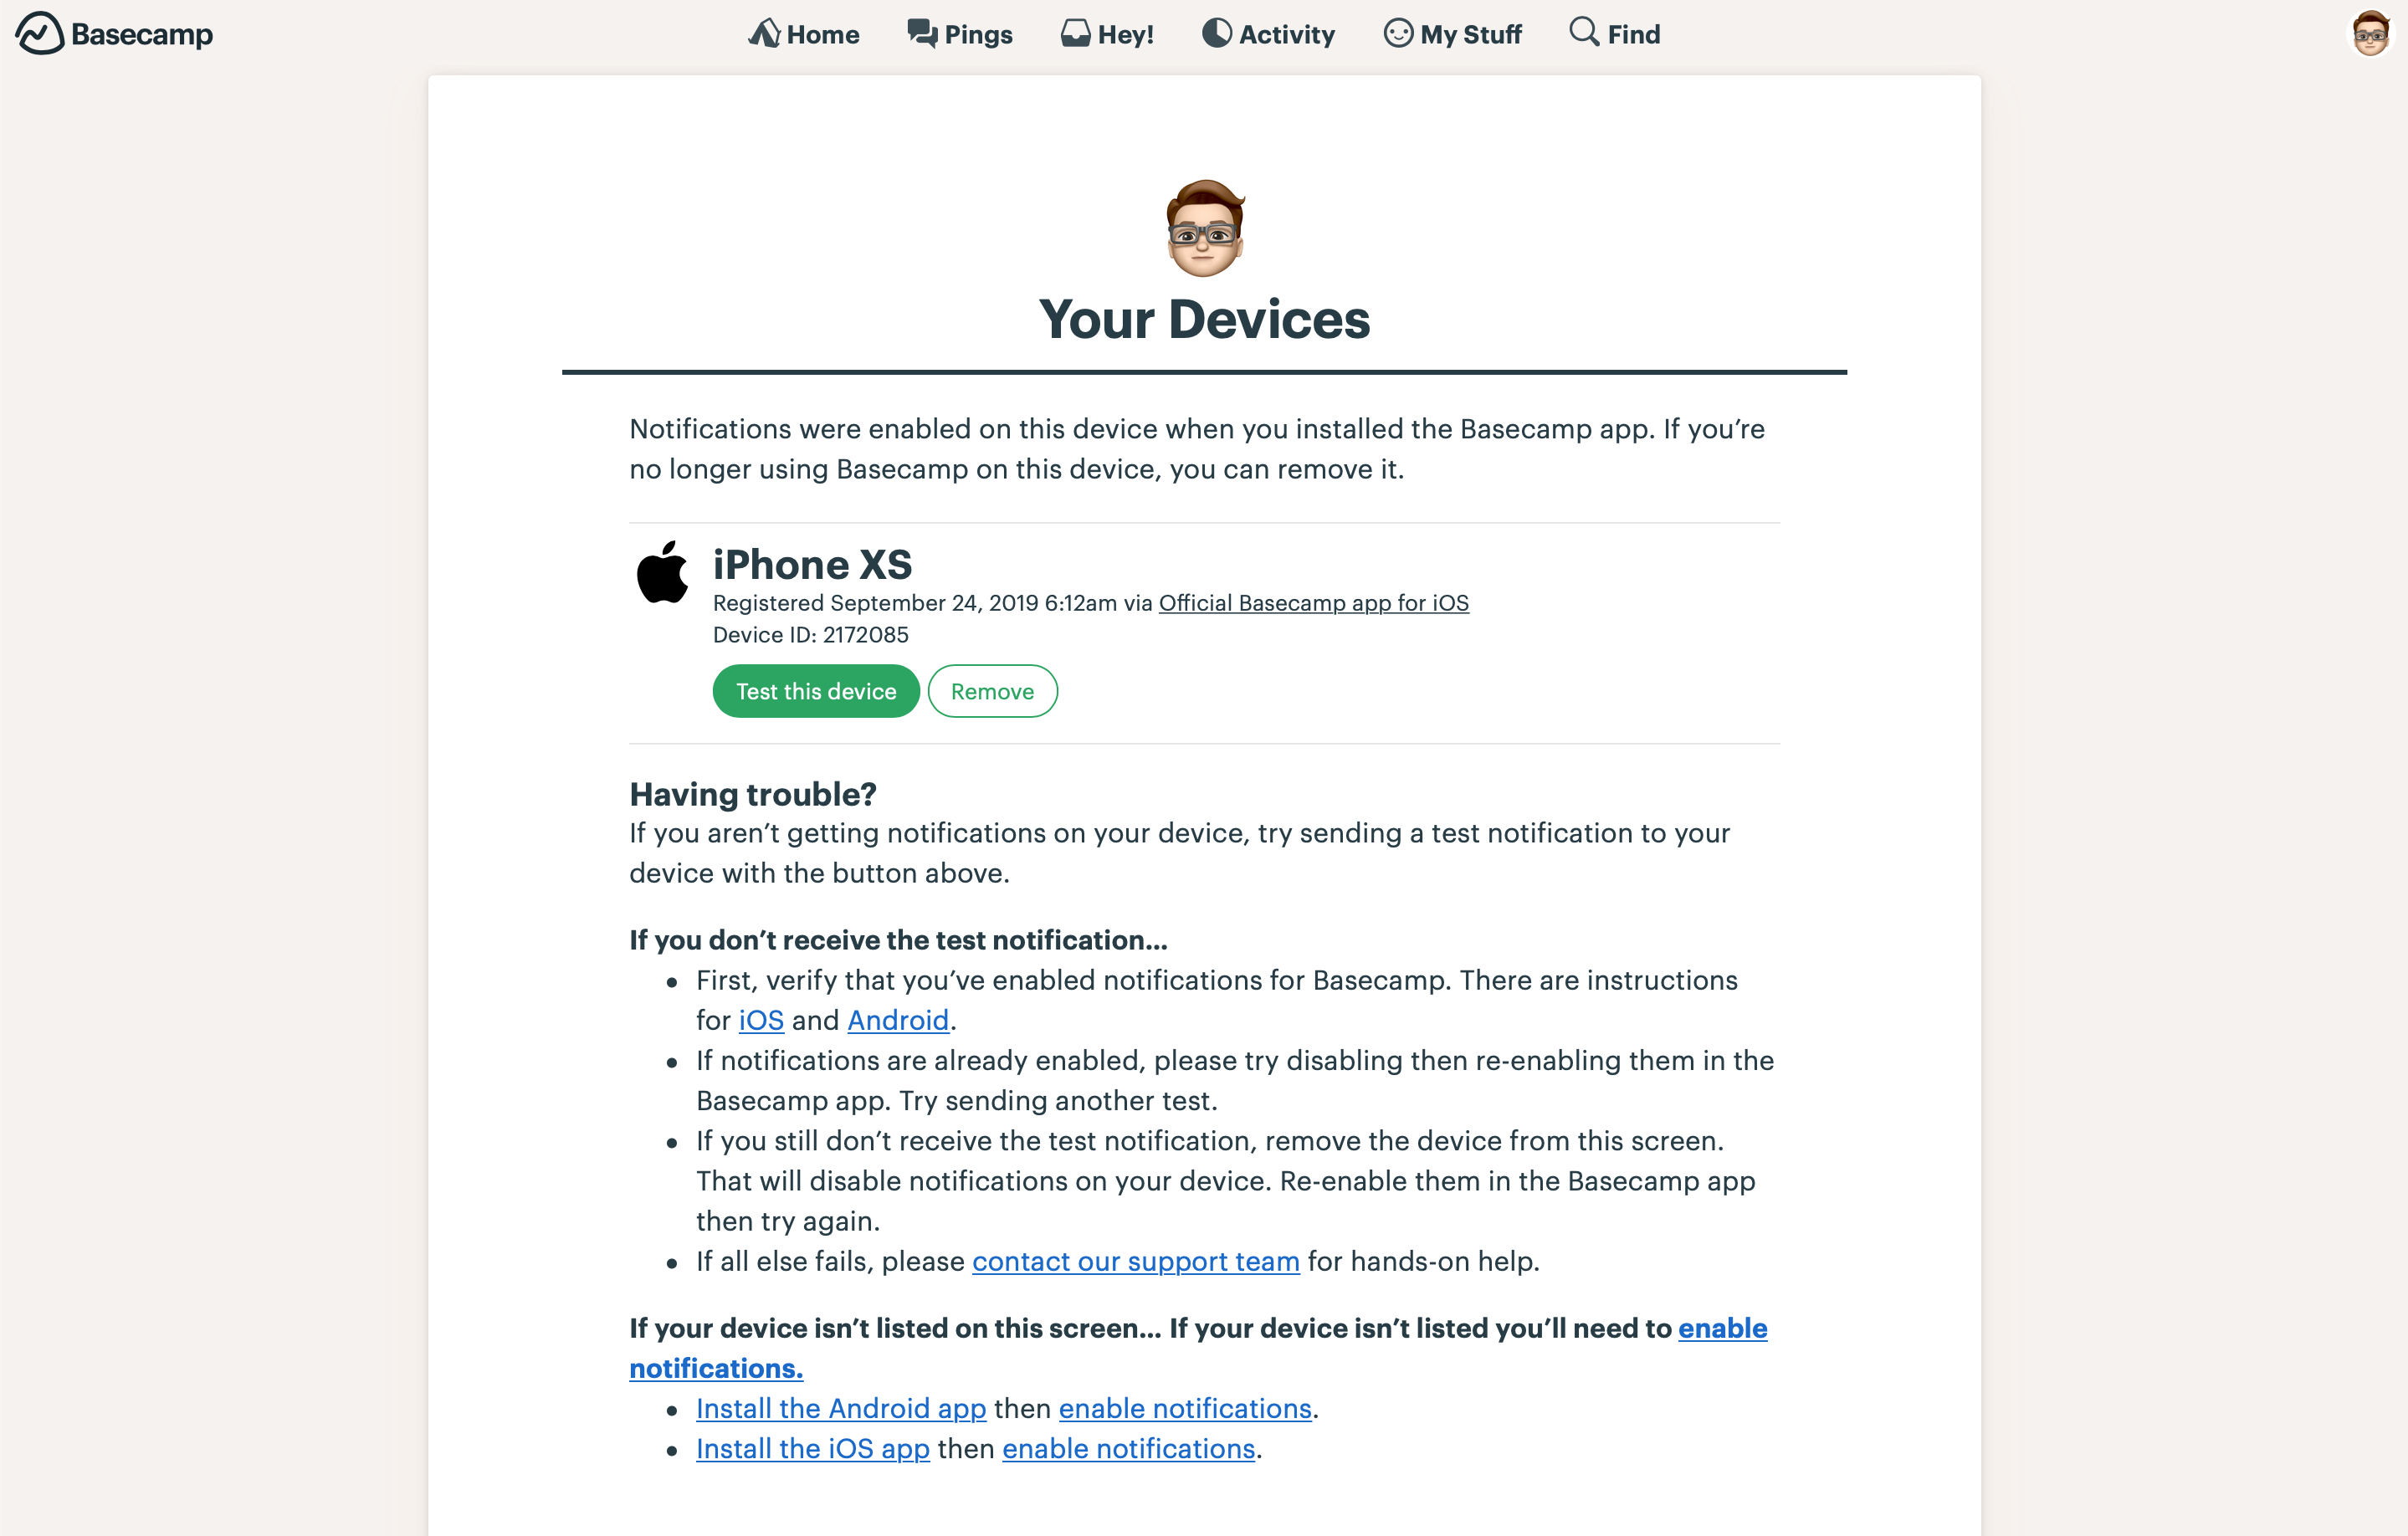 Basecamp
Home
Pings
Hey!
Activity
My Stuff
Find
Your Devices
Notifications were enabled on this device when you installed the Basecamp app. If you’re
no longer using Basecamp on this device, you can remove it.
iPhone XS
Registered September 24, 2019 6:12am via Official Basecamp app for iOS
Device ID: 2172085
Test this device
Remove
Having trouble?
If you aren’t getting notifications on your device, try sending a test notification to your
device with the button above.
If you don’t receive the test notification…
• First, verify that you’ve enabled notifications for Basecamp. There are instructions
for iOS and Android.
• If notifications are already enabled, please try disabling then re-enabling them in the
Basecamp app. Try sending another test.
• If you still don’t receive the test notification, remove the device from this screen.
That will disable notifications on your device. Re-enable them in the Basecamp app
then try again.
• If all else fails, please contact our support team for hands-on help.
If your device isn’t listed on this screen… If your device isn’t listed you’ll need to enable
notifications.
• Install the Android app then enable notifications.
• Install the iOS app then enable notifications.